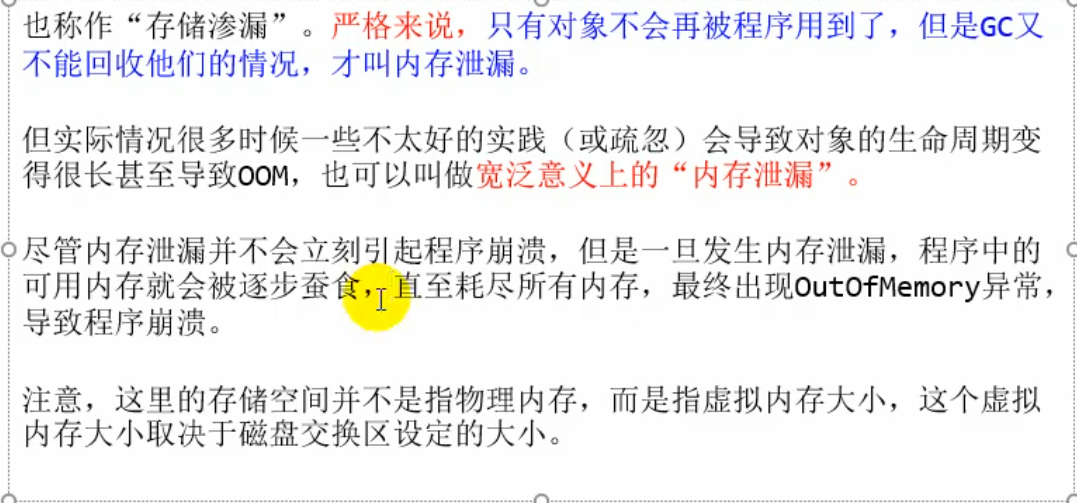 也称作“存储渗漏”。严格来说，只有对象不会再被程序用到了，但是GC又
不能回收他们的情况，才叫内存泄漏。
但实际情况很多时候一些不太好的实践（或疏忽）会导致对象的生命周期变
得很长甚至导致OOM，也可以叫做宽泛意义上的“内存泄漏”。
尽管内存泄漏并不会立刻引起程序崩溃，但是一旦发生内存泄漏，程序中的
可用内存就会被逐步蚕食，直至耗尽所有内存，最终出现OutOfMemory异常，
导致程序崩溃。
注意，这里的存储空间并不是指物理内存，而是指虚拟内存大小，这个虚拟
内存大小取决于磁盘交换区设定的大小。